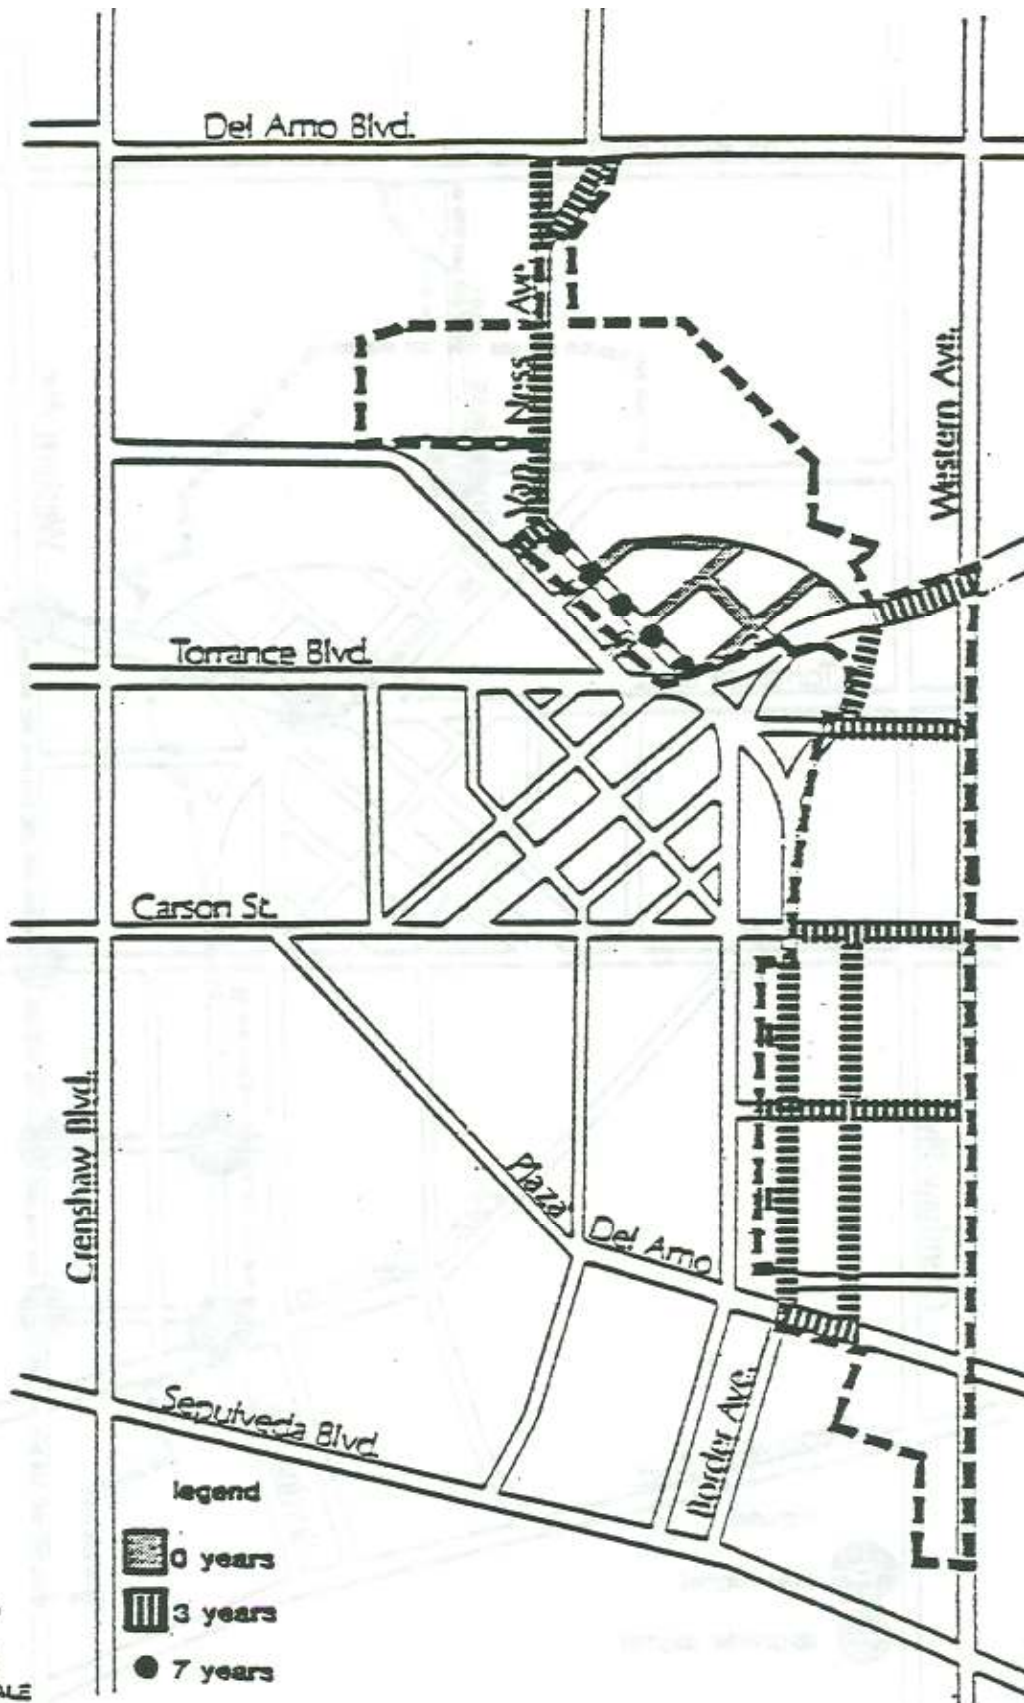 Del Amo Blvd.
Van Ness Ave.
Western Ave.
Torrance Blvd.
Carson St.
Crenshaw Blvd.
Plaza
Del Amo
Border Ave.
Sepulveda Blvd.
legend
0 years
3 years
7 years